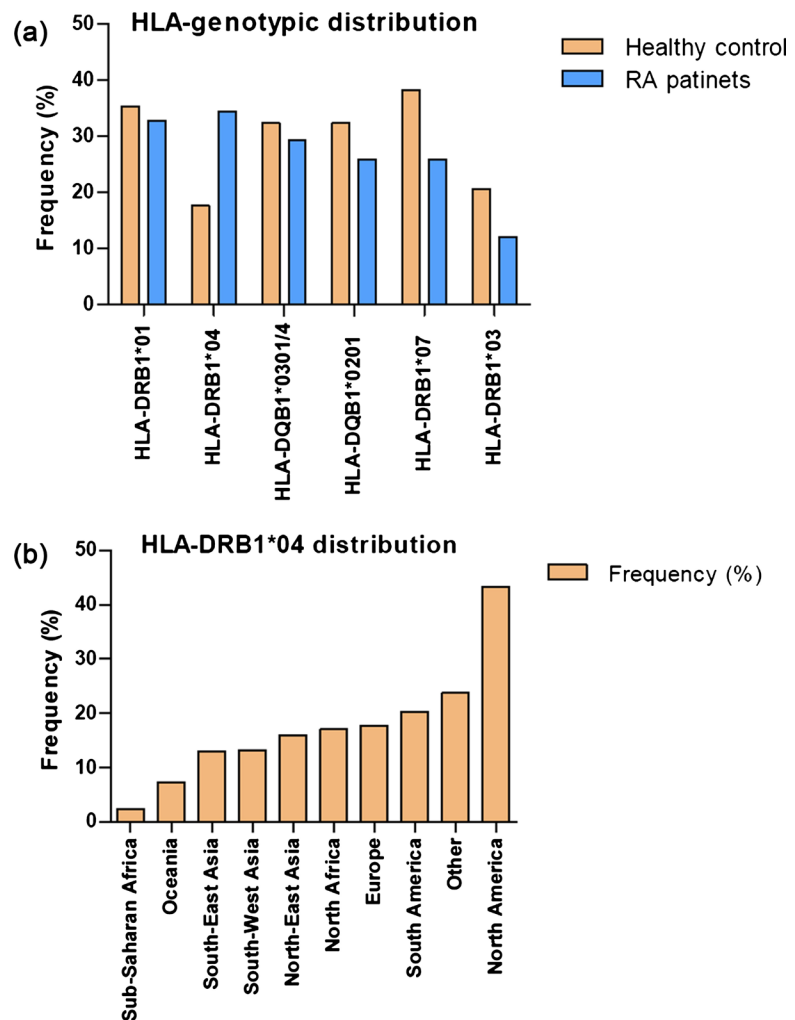 (a)
HLA-genotypic distribution
Healthy control
RA patinets
Frequency (%)
50
40
30
20
10
0
HLA-DRB1*01
HLA-DRB1*04
HLA-DQB1*0301/4
HLA-DQB1*0201
HLA-DRB1*07
HLA-DRB1*03
(b)
HLA-DRB1*04 distribution
Frequency (%)
Frequency (%)
50
40
30
20
10
0
Sub-Saharan Africa
Oceania
South-East Asia
South-West Asia
North-East Asia
North Africa
Europe
South America
Other
North America